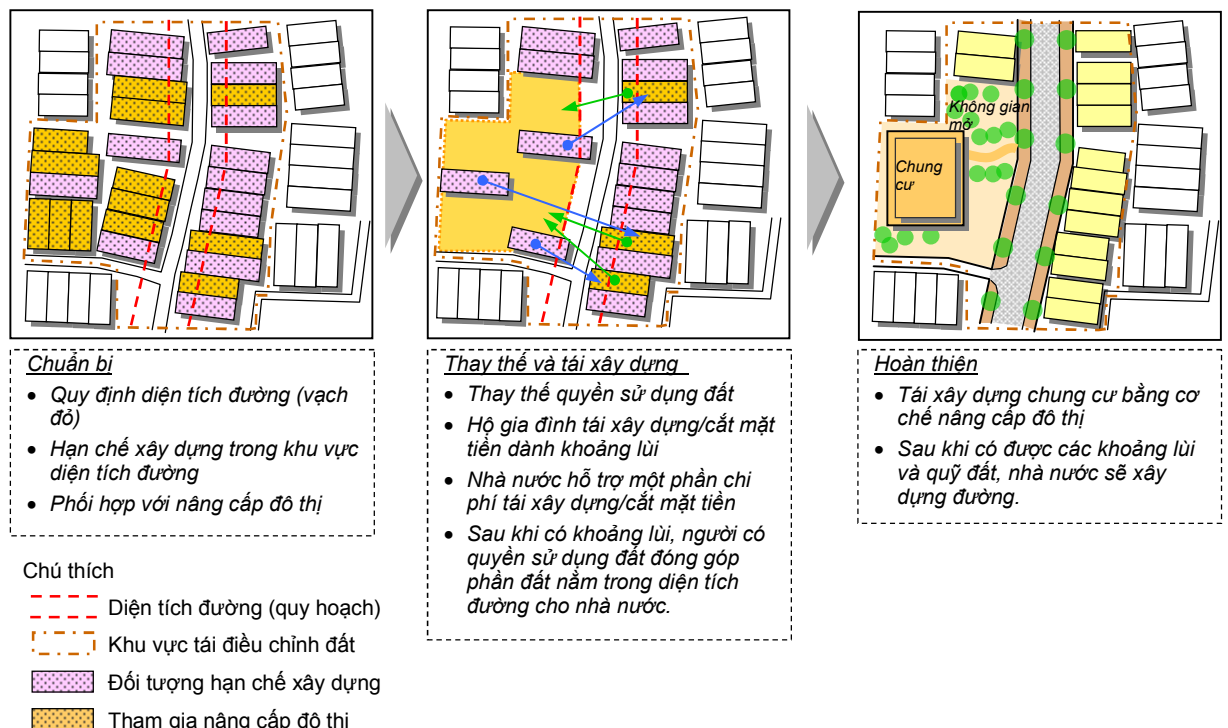 Không gian
mở
Chung
cư
Chuẩn bị
• Quy định diện tích đường (vạch
đỏ)
• Hạn chế xây dựng trong khu vực
diện tích đường
• Phối hợp với nâng cấp đô thị
Thay thế và tái xây dựng
• Thay thế quyền sử dụng đất
• Hộ gia đình tái xây dựng/cắt mặt
tiền dành khoảng lùi
• Nhà nước hỗ trợ một phần chi
phí tái xây dựng/cắt mặt tiền
• Sau khi có khoảng lùi, người có
quyền sử dụng đất đóng góp
phần đất nằm trong diện tích
đường cho nhà nước.
Hoàn thiện
• Tái xây dựng chung cư bằng cơ
chế nâng cấp đô thị
• Sau khi có được các khoảng lùi
và quỹ đất, nhà nước sẽ xây
dựng đường.
Chú thích
Diện tích đường (quy hoạch)
Khu vực tái điều chỉnh đất
Đối tượng hạn chế xây dựng
Tham gia nâng cấp đô thị